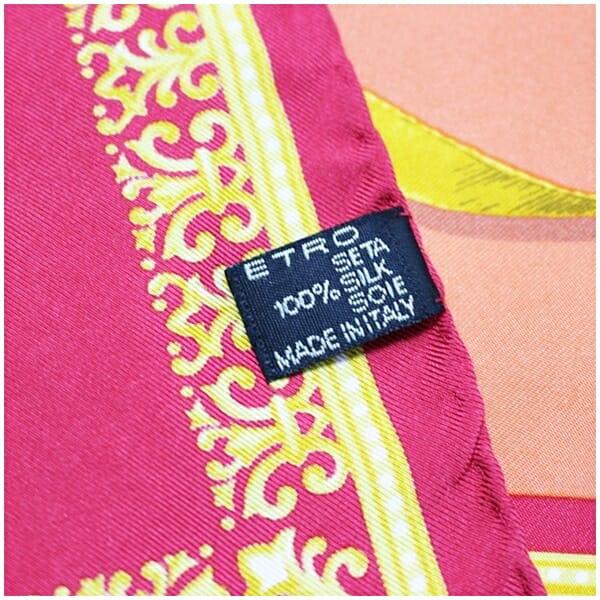 ETRO
SETA
100% SILK
SOIE
MADE IN ITALY